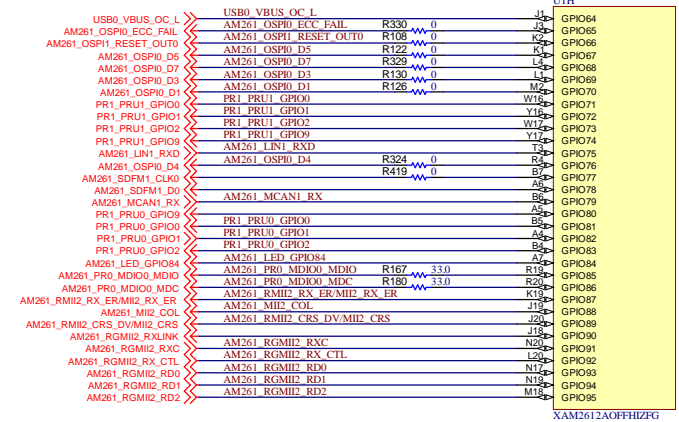 U1H
USB0_VBUS_OC_L USB0_VBUS_OC_L J1 GPIO64
AM261_OSPI0_ECC_FAIL AM261_OSPI0_ECC_FAIL R330 0 J3 GPIO65
AM261_OSPI1_RESET_OUT0 AM261_OSPI1_RESET_OUT0 R108 0 K2 GPIO66
AM261_OSPI0_D5 AM261_OSPI0_D5 R122 0 K1 GPIO67
AM261_OSPI0_D7 AM261_OSPI0_D7 R329 0 L4 GPIO68
AM261_OSPI0_D3 AM261_OSPI0_D3 R130 0 L1 GPIO69
AM261_OSPI0_D1 AM261_OSPI0_D1 R126 0 M2 GPIO70
PR1_PRU1_GPIO0 PR1_PRU1_GPIO0 W16 GPIO71
PR1_PRU1_GPIO1 PR1_PRU1_GPIO1 Y16 GPIO72
PR1_PRU1_GPIO2 PR1_PRU1_GPIO2 W17 GPIO73
PR1_PRU1_GPIO9 PR1_PRU1_GPIO9 Y17 GPIO74
AM261_LIN1_RXD AM261_LIN1_RXD T3 GPIO75
AM261_OSPI0_D4 AM261_OSPI0_D4 R324 0 R4 GPIO76
AM261_SDFM1_CLK0 R419 0 B7 GPIO77
AM261_SDFM1_D0 A6 GPIO78
AM261_MCAN1_RX AM261_MCAN1_RX B6 GPIO79
PR1_PRU0_GPIO9 A5 GPIO80
PR1_PRU0_GPIO0 PR1_PRU0_GPIO0 B5 GPIO81
PR1_PRU0_GPIO1 PR1_PRU0_GPIO1 A4 GPIO82
PR1_PRU0_GPIO2 PR1_PRU0_GPIO2 B4 GPIO83
AM261_LED_GPIO84 AM261_LED_GPIO84 A7 GPIO84
AM261_PR0_MDIO0_MDIO AM261_PR0_MDIO0_MDIO R167 33.0 R19 GPIO85
AM261_PR0_MDIO0_MDC AM261_PR0_MDIO0_MDC R180 33.0 R20 GPIO86
AM261_RMII2_RX_ER/MII2_RX_ER AM261_RMII2_RX_ER/MII2_RX_ER K19 GPIO87
AM261_MII2_COL AM261_MII2_COL J19 GPIO88
AM261_RMII2_CRS_DV/MII2_CRS AM261_RMII2_CRS_DV/MII2_CRS J20 GPIO89
AM261_RGMII2_RXLINK J18 GPIO90
AM261_RGMII2_RXC AM261_RGMII2_RXC N20 GPIO91
AM261_RGMII2_RX_CTL AM261_RGMII2_RX_CTL L20 GPIO92
AM261_RGMII2_RD0 AM261_RGMII2_RD0 N17 GPIO93
AM261_RGMII2_RD1 AM261_RGMII2_RD1 N19 GPIO94
AM261_RGMII2_RD2 AM261_RGMII2_RD2 M18 GPIO95
XAM2612AOFFHIZFG